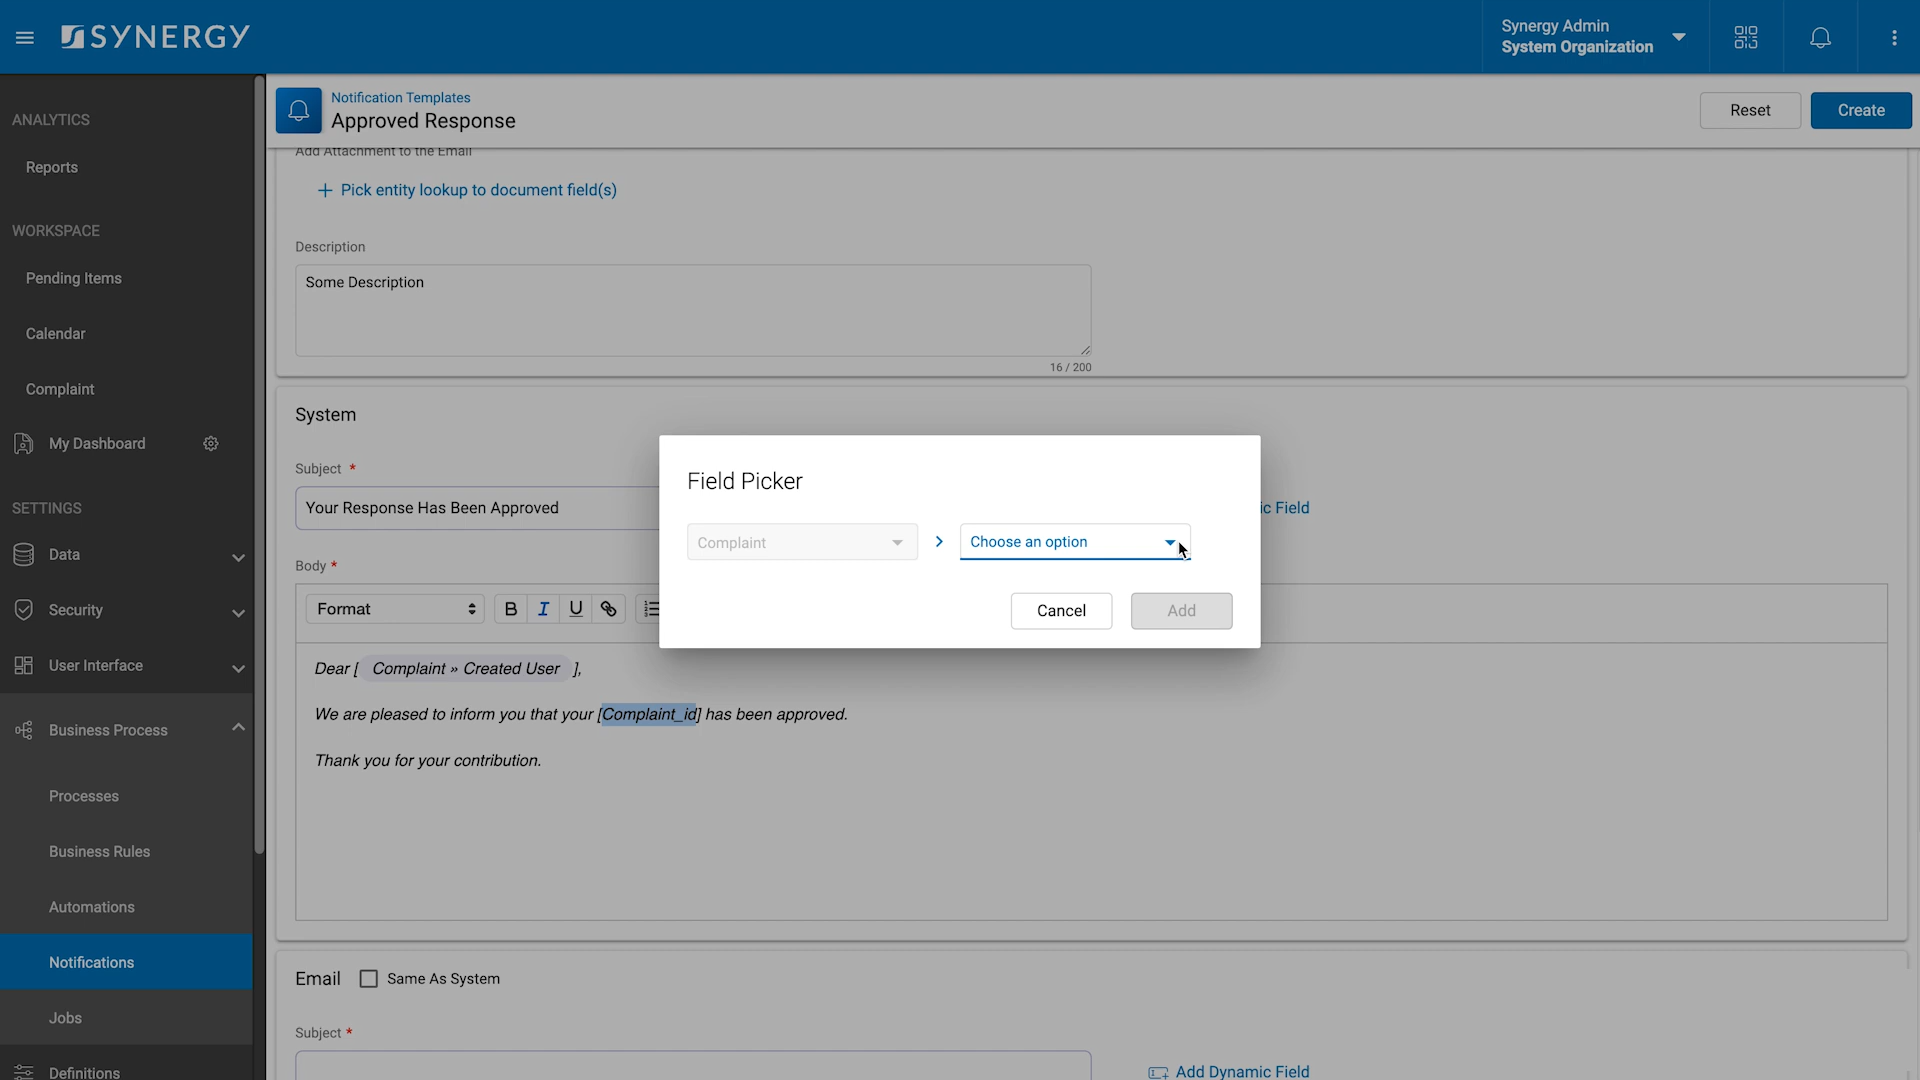 SYNERGY
Synergy Admin
System Organization
ANALYTICS
Reports
WORKSPACE
Pending Items
Calendar
Complaint
My Dashboard
SETTINGS
Data
Security
User Interface
Business Process
Processes
Business Rules
Automations
Notifications
Jobs
Definitions
Notification Templates
Approved Response
Reset
Create
Add Attachment to the Email
Pick entity lookup to document field(s)
Description
Some Description
16 / 200
System
Subject *
Your Response Has Been Approved
ic Field
Body *
Format
B I U
Dear [ Complaint » Created User ],
We are pleased to inform you that your [Complaint_id] has been approved.
Thank you for your contribution.
Field Picker
Complaint
Choose an option
Cancel
Add
Email
Same As System
Subject *
Add Dynamic Field